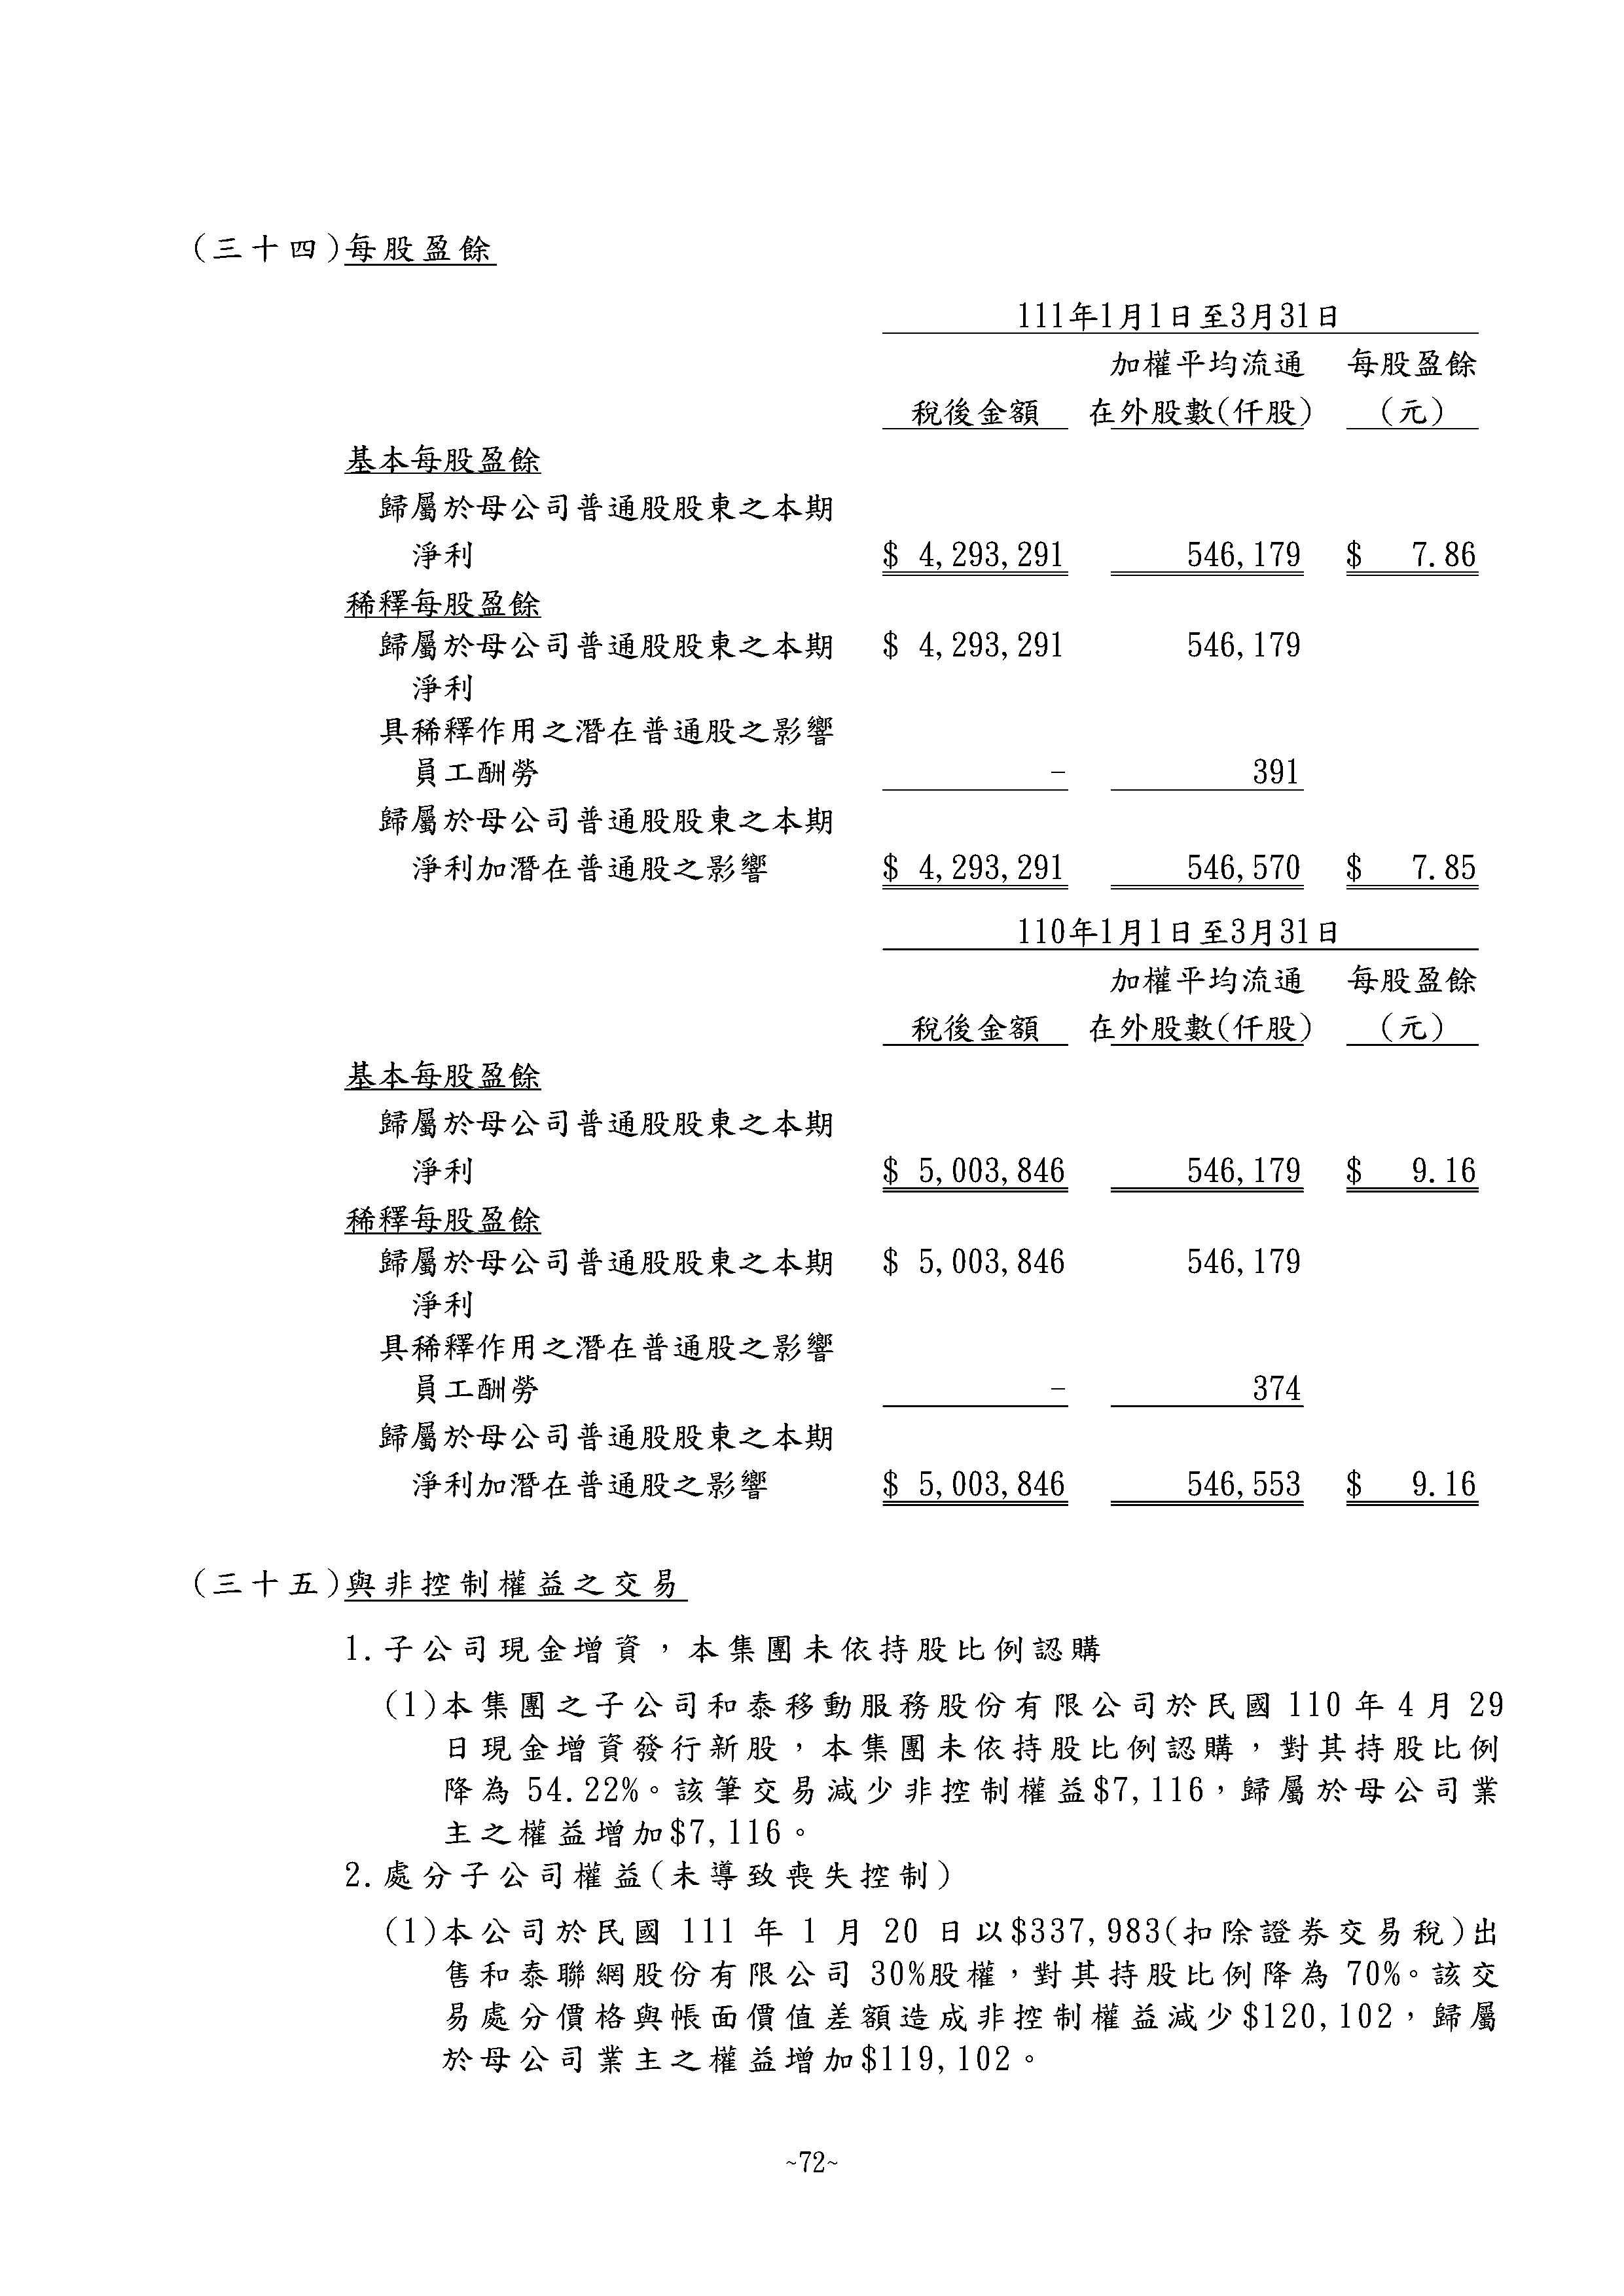 (三十四)每股盈餘
111年1月1日至3月31日
加權平均流通 每股盈餘
稅後金額 在外股數(仟股) (元)
基本每股盈餘
歸屬於母公司普通股股東之本期
淨利 $ 4,293,291 546,179 $ 7.86
稀釋每股盈餘
歸屬於母公司普通股股東之本期 $ 4,293,291 546,179
淨利
具稀釋作用之潛在普通股之影響
員工酬勞 - 391
歸屬於母公司普通股股東之本期
淨利加潛在普通股之影響 $ 4,293,291 546,570 $ 7.85
110年1月1日至3月31日
加權平均流通 每股盈餘
稅後金額 在外股數(仟股) (元)
基本每股盈餘
歸屬於母公司普通股股東之本期
淨利 $ 5,003,846 546,179 $ 9.16
稀釋每股盈餘
歸屬於母公司普通股股東之本期 $ 5,003,846 546,179
淨利
具稀釋作用之潛在普通股之影響
員工酬勞 - 374
歸屬於母公司普通股股東之本期
淨利加潛在普通股之影響 $ 5,003,846 546,553 $ 9.16
(三十五)與非控制權益之交易
1.子公司現金增資，本集團未依持股比例認購
(1)本集團之子公司和泰移動服務股份有限公司於民國 110 年 4 月 29
日現金增資發行新股，本集團未依持股比例認購，對其持股比例
降為 54.22%。該筆交易減少非控制權益$7,116，歸屬於母公司業
主之權益增加$7,116。
2.處分子公司權益(未導致喪失控制)
(1)本公司於民國 111 年 1 月 20 日以$337,983(扣除證券交易稅)出
售和泰聯網股份有限公司 30%股權，對其持股比例降為 70%。該交
易處分價格與帳面價值差額造成非控制權益減少$120,102，歸屬
於母公司業主之權益增加$119,102。
~72~